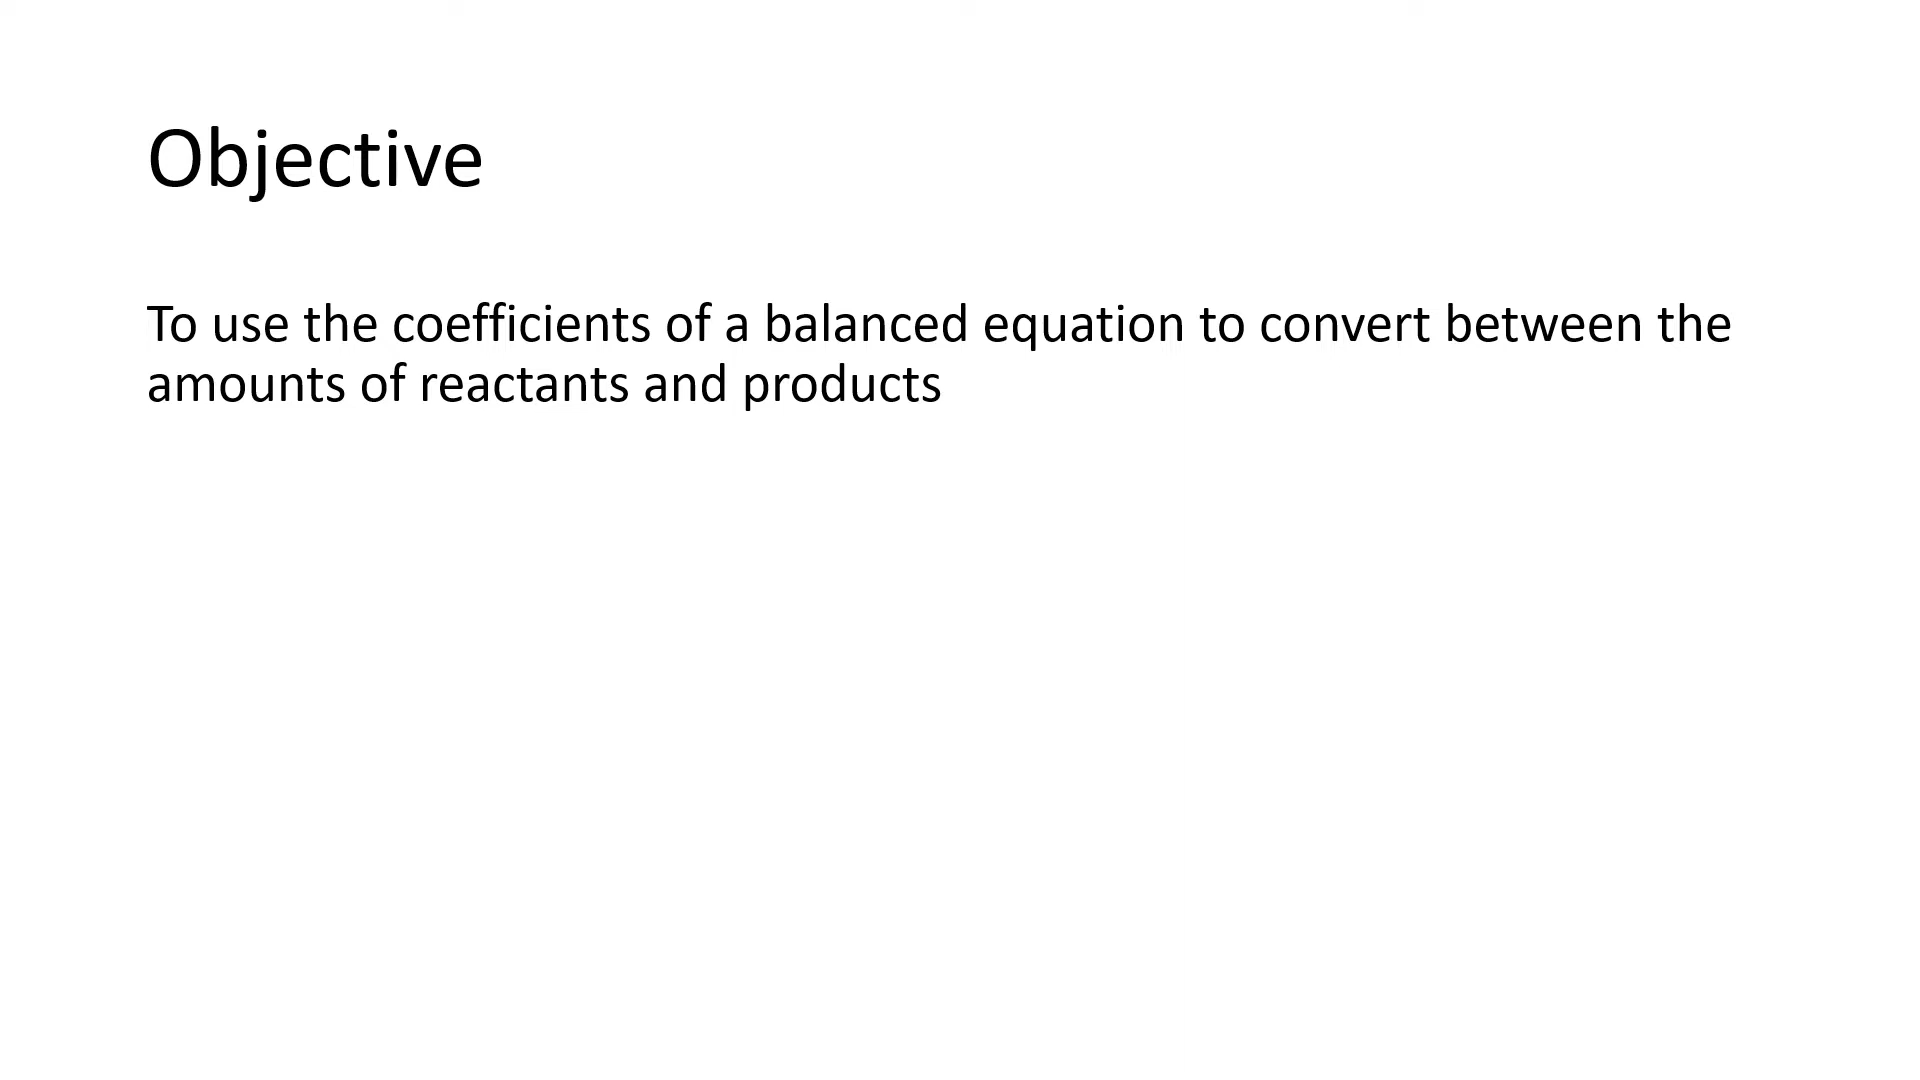 Objective
To use the coefficients of a balanced equation to convert between the
amounts of reactants and products